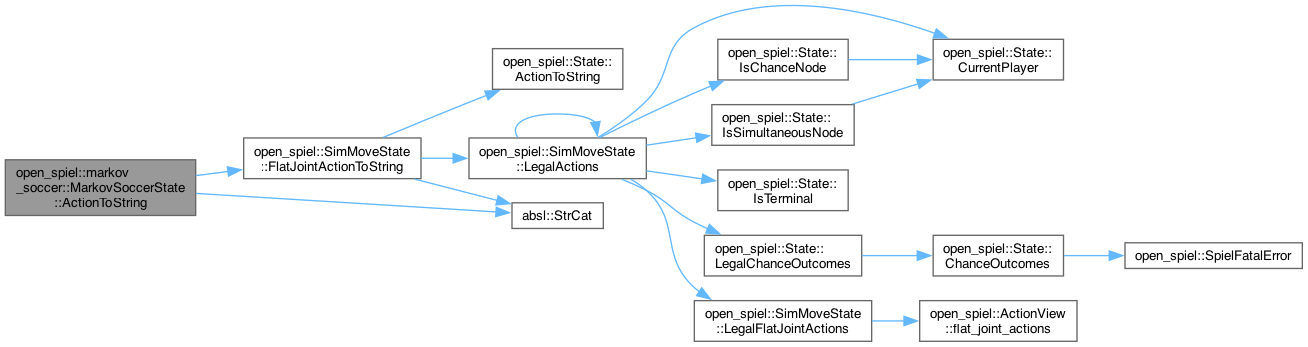 open_spiel::markov
_soccer::MarkovSoccerState
::ActionToString
open_spiel::SimMoveState
::FlatJointActionToString
open_spiel::State::
ActionToString
open_spiel::SimMoveState
::LegalActions
absl::StrCat
open_spiel::State::
IsChanceNode
open_spiel::State::
IsSimultaneousNode
open_spiel::State::
IsTerminal
open_spiel::State::
LegalChanceOutcomes
open_spiel::SimMoveState
::LegalFlatJointActions
open_spiel::State::
CurrentPlayer
open_spiel::State::
ChanceOutcomes
open_spiel::ActionView
::flat_joint_actions
open_spiel::SpielFatalError